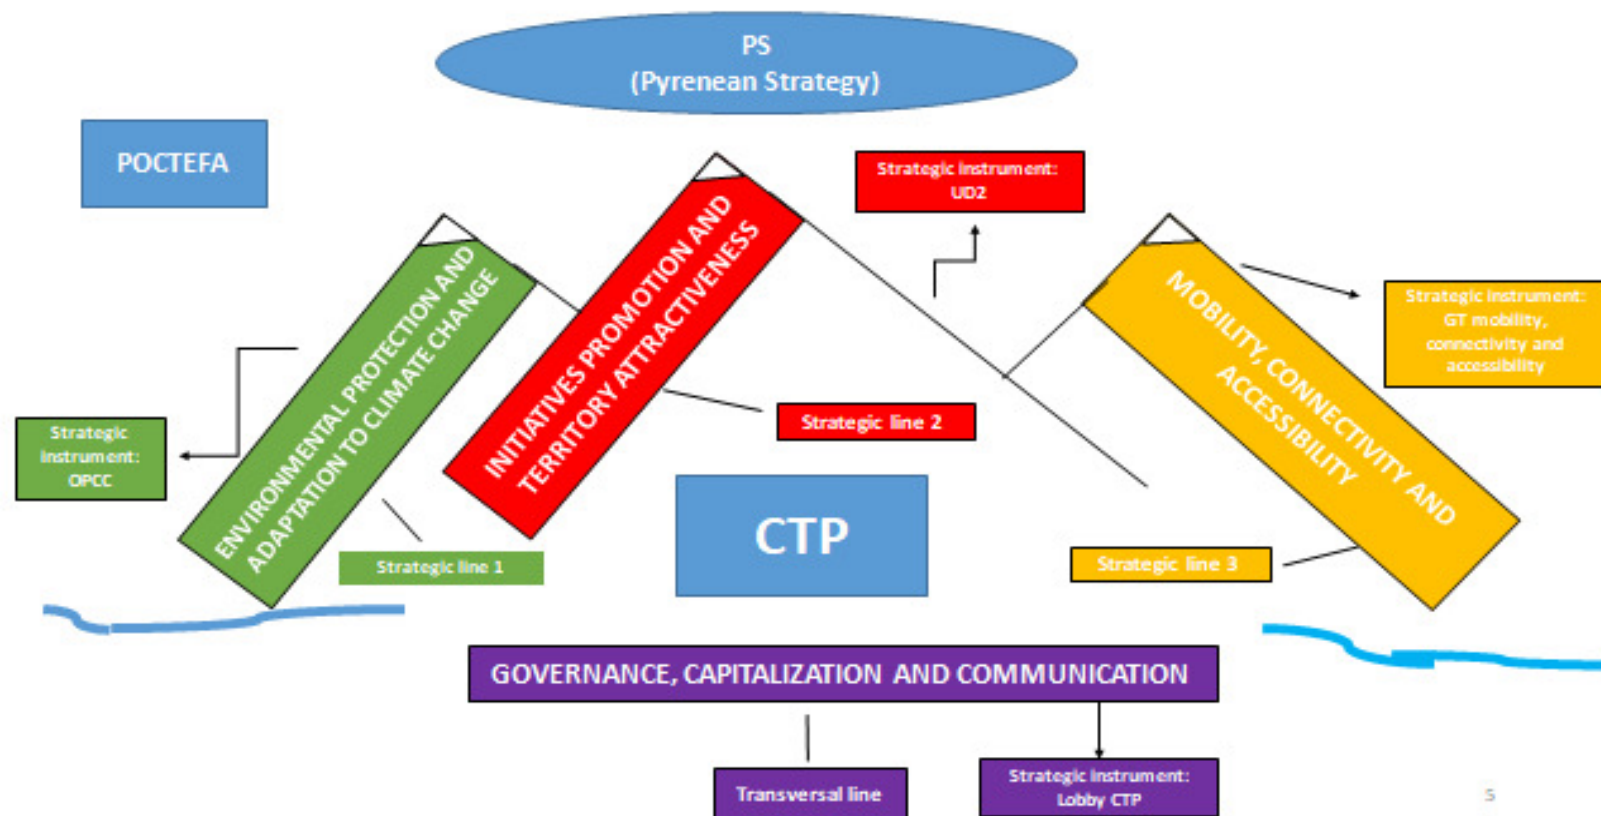 PS
(Pyrenean Strategy)
POCTEFA
Strategic instrument:
UD2
ENVIRONMENTAL PROTECTION AND
ADAPTATION TO CLIMATE CHANGE
INITIATIVES PROMOTION AND
TERRITORY ATTRACTIVENESS
MOBILITY, CONNECTIVITY AND
ACCESSIBILITY
Strategic instrument:
GT mobility,
connectivity and
accessibility
Strategic
instrument:
OPCC
Strategic line 2
CTP
Strategic line 1
Strategic line 3
GOVERNANCE, CAPITALIZATION AND COMMUNICATION
Transversal line
Strategic instrument:
Lobby CTP
5